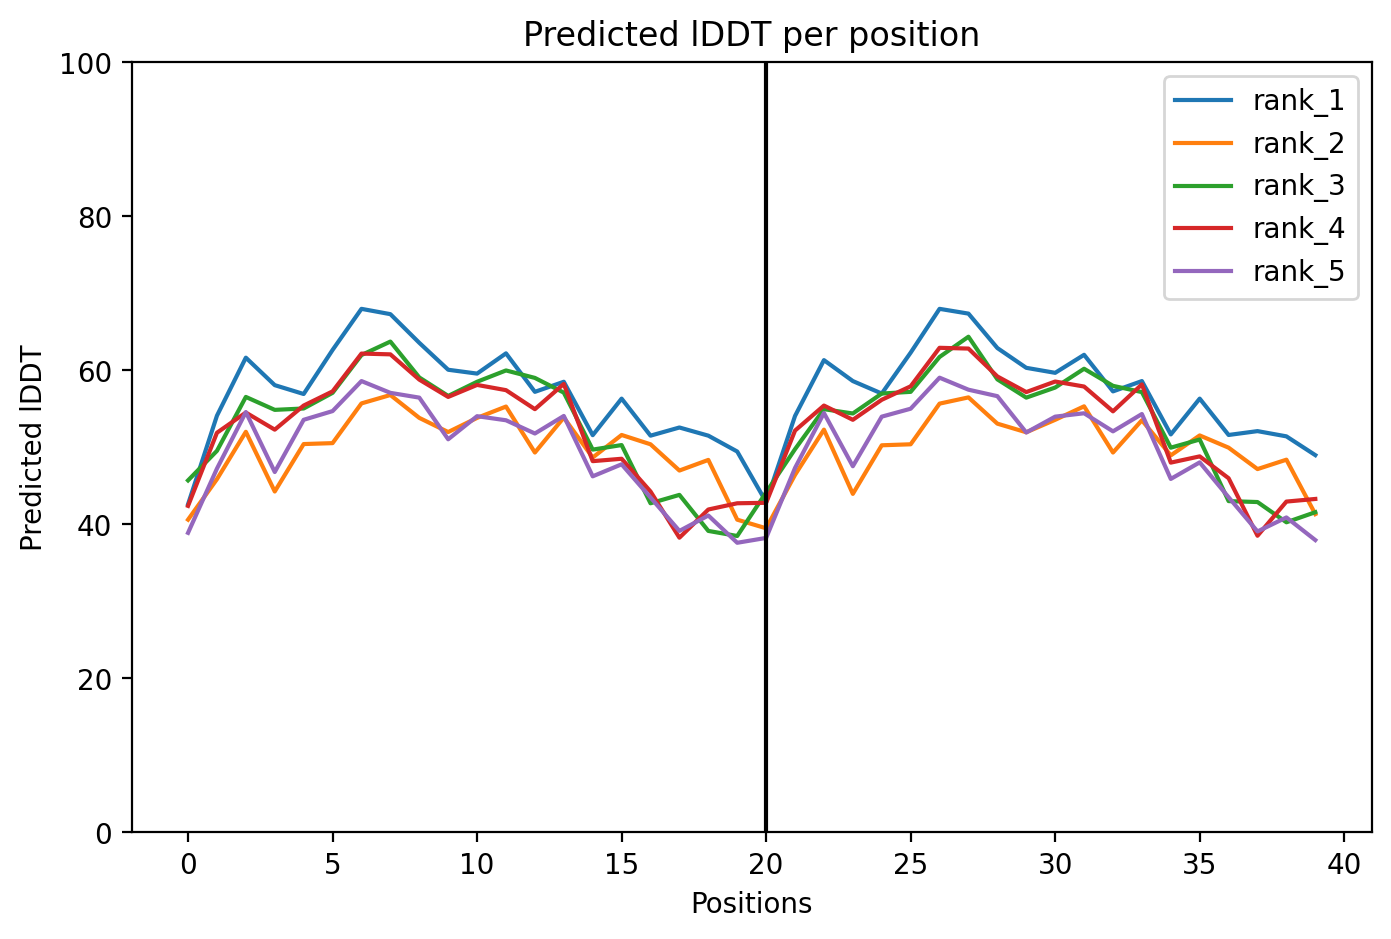 Predicted lDDT per position
Predicted lDDT
100
80
60
40
20
0
rank_1
rank_2
rank_3
rank_4
rank_5
0 5 10 15 20 25 30 35 40
Positions